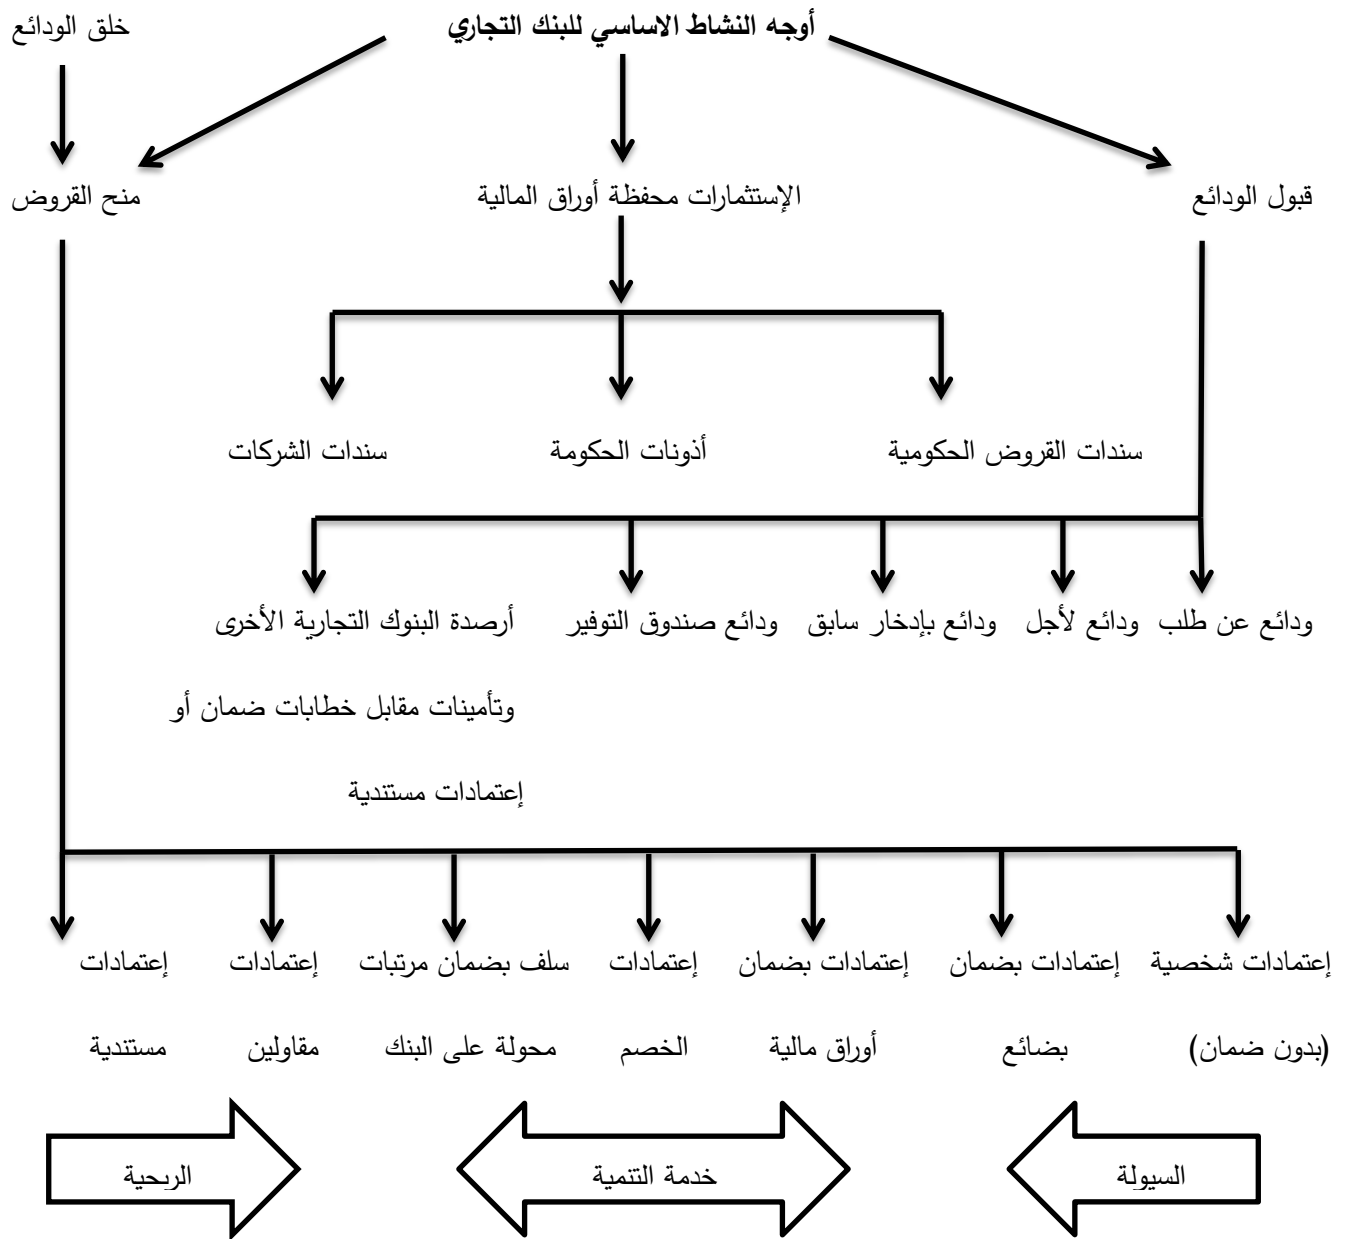 أوجه النشاط الاساسي للبنك التجاري
خلق الودائع
قبول الودائع
الإستثمارات محفظة أوراق المالية
منح القروض
سندات القروض الحكومية
أذونات الحكومة
سندات الشركات
ودائع عن طلب
ودائع لأجل
ودائع بإدخار سابق
ودائع صندوق التوفير
أرصدة البنوك التجارية الأخرى
وتأمينات مقابل خطابات ضمان أو
إعتمادات مستندية
إعتمادات شخصية
(بدون ضمان)
إعتمادات بضمان
بضائع
إعتمادات بضمان
أوراق مالية
إعتمادات
الخصم
سلف بضمان مرتبات
محولة على البنك
إعتمادات
مقاولين
إعتمادات
مستندية
السيولة
خدمة التنمية
الربحية